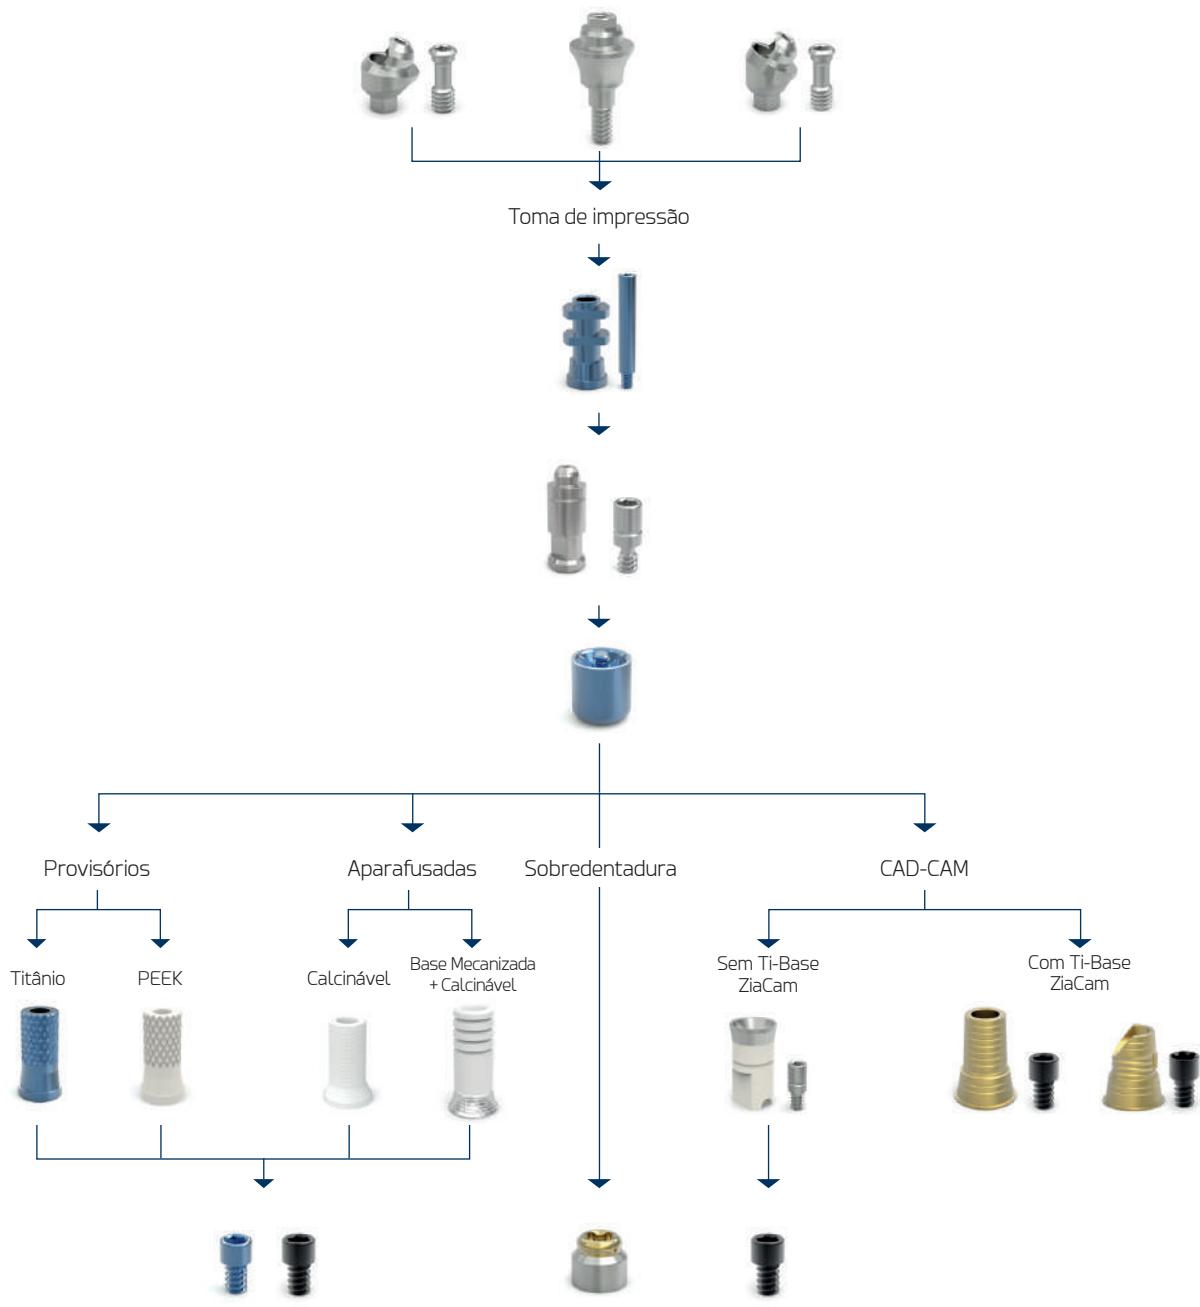 Toma de impressão
Provisórios
Aparafusadas
Sobredentadura
CAD-CAM
Titânio
PEEK
Calcinável
Base Mecanizada
+ Calcinável
Sem Ti-Base
ZiaCam
Com Ti-Base
ZiaCam